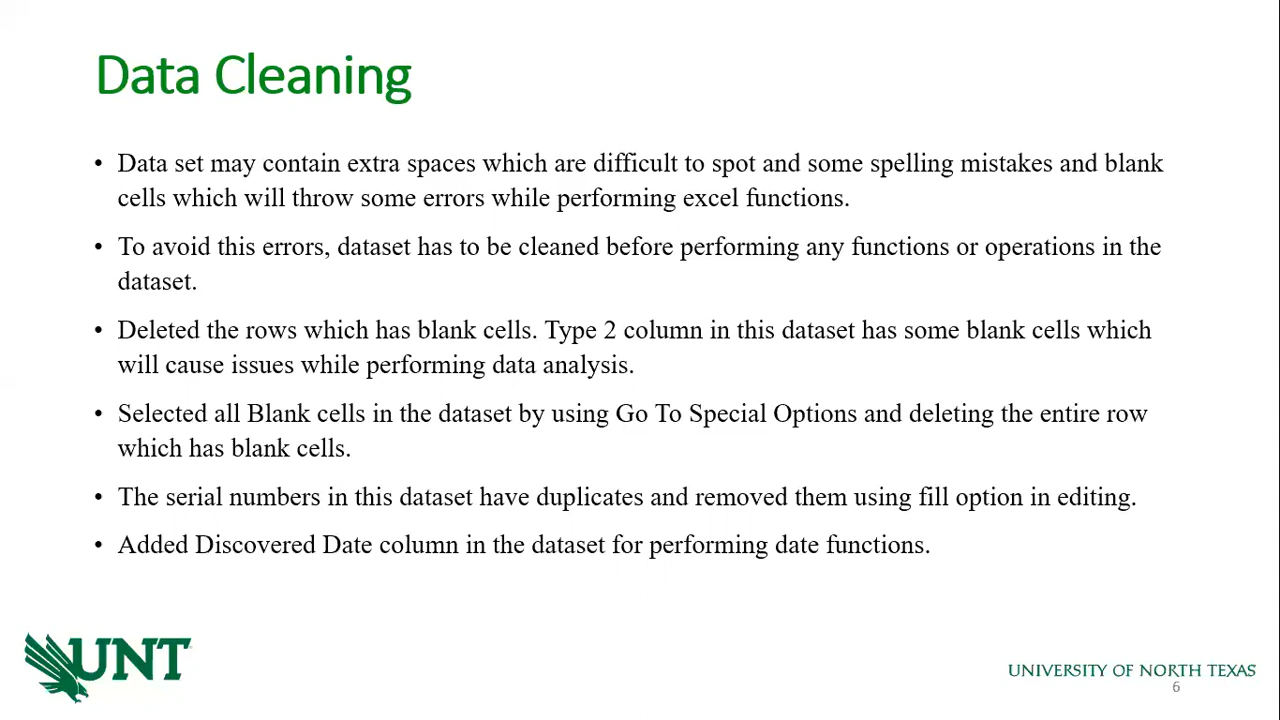 Data Cleaning
• Data set may contain extra spaces which are difficult to spot and some spelling mistakes and blank
cells which will throw some errors while performing excel functions.
• To avoid this errors, dataset has to be cleaned before performing any functions or operations in the
dataset.
• Deleted the rows which has blank cells. Type 2 column in this dataset has some blank cells which
will cause issues while performing data analysis.
• Selected all Blank cells in the dataset by using Go To Special Options and deleting the entire row
which has blank cells.
• The serial numbers in this dataset have duplicates and removed them using fill option in editing.
• Added Discovered Date column in the dataset for performing date functions.
UNT
UNIVERSITY OF NORTH TEXAS
6